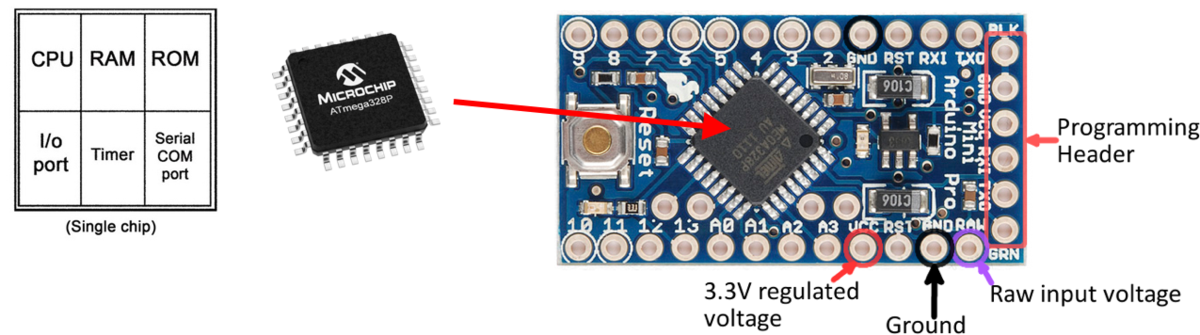 CPU RAM ROM
I/o port Timer Serial COM port
(Single chip)
MICROCHIP
ATmega328P
9 8 7 6 5 4 3 2 GND RST RXI TXO BLK
GND
VCC
RXI
TXO
GRN
Reset
C106
C106
Arduino
Pro Mini
10 11 12 13 A0 A1 A2 A3 VCC RST GND RAW
Programming
Header
3.3V regulated
voltage
Ground
Raw input voltage